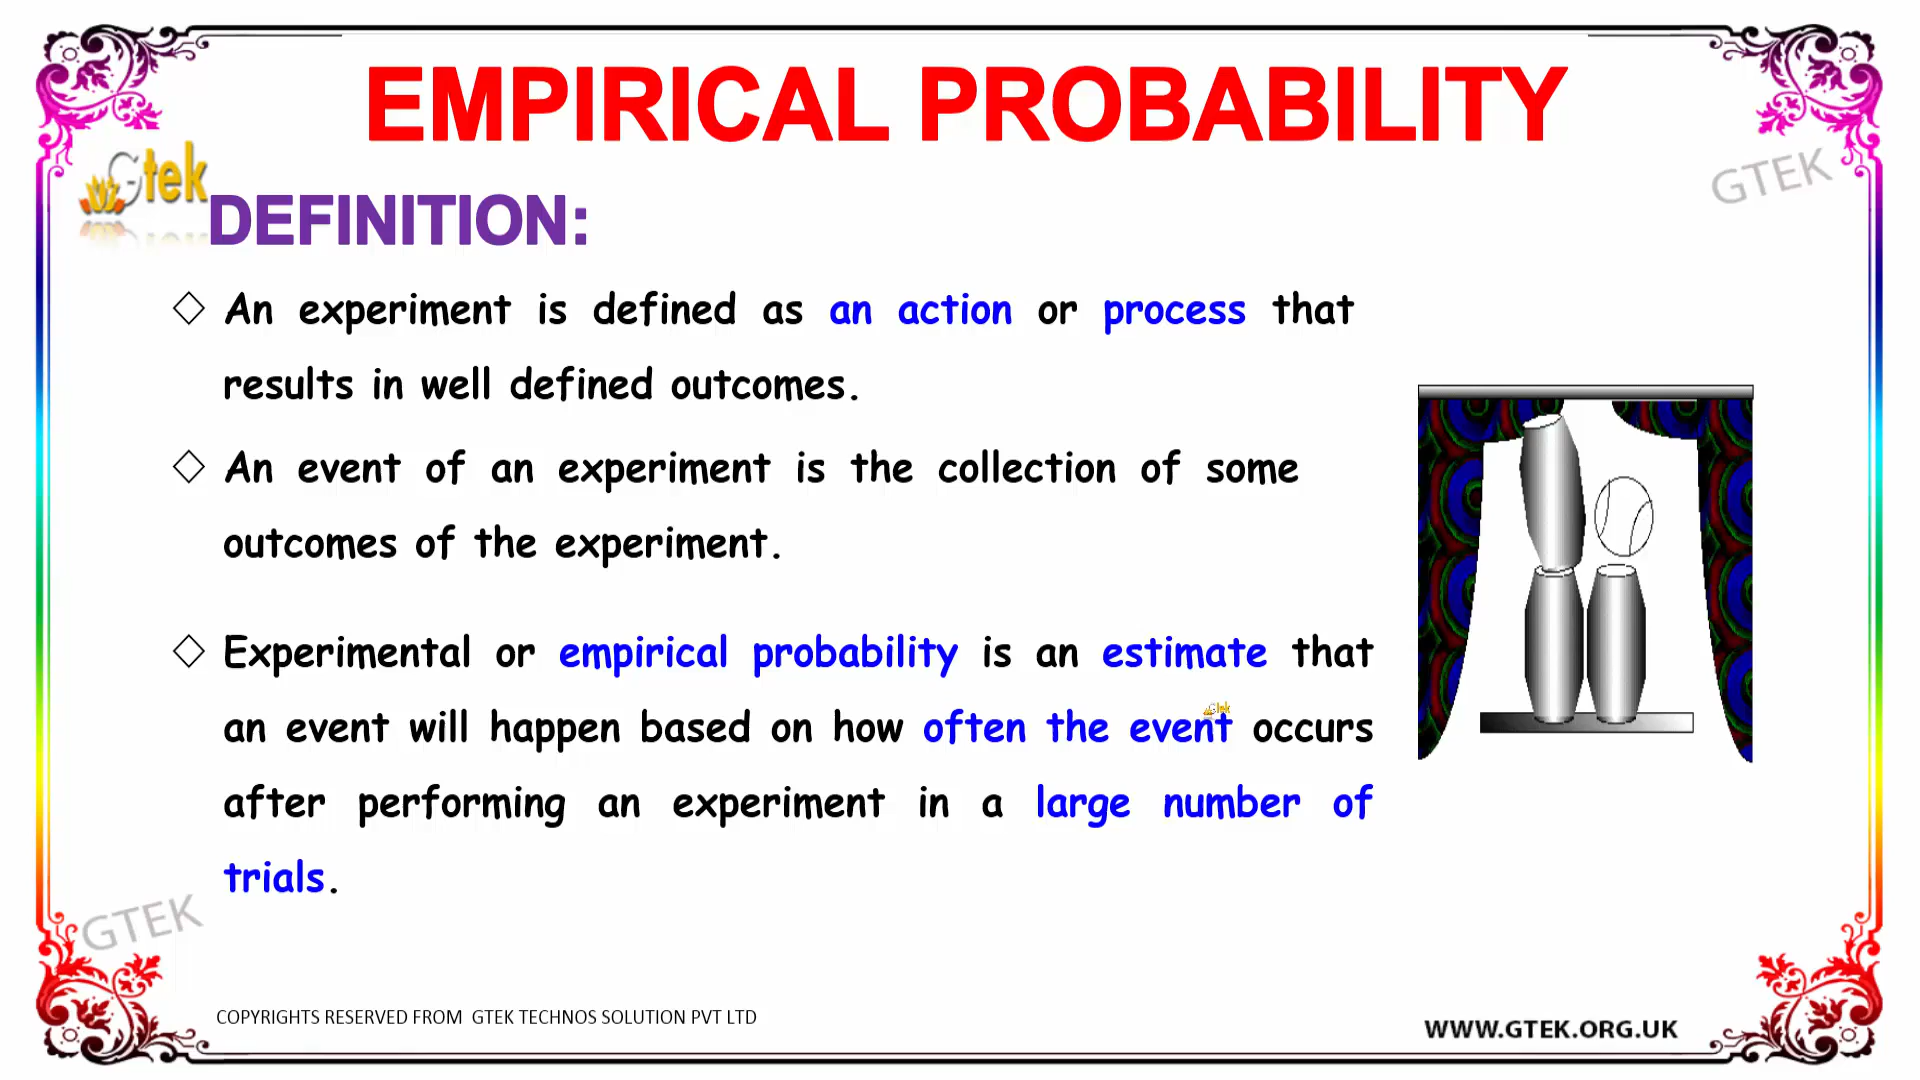 EMPIRICAL PROBABILITY
GTEK
Gtek
DEFINITION:
An experiment is defined as an action or process that
results in well defined outcomes.
An event of an experiment is the collection of some
outcomes of the experiment.
Experimental or empirical probability is an estimate that
an event will happen based on how often the event occurs
Gtek
after performing an experiment in a large number of
trials.
GTEK
COPYRIGHTS RESERVED FROM GTEK TECHNOS SOLUTION PVT LTD
WWW.GTEK.ORG.UK